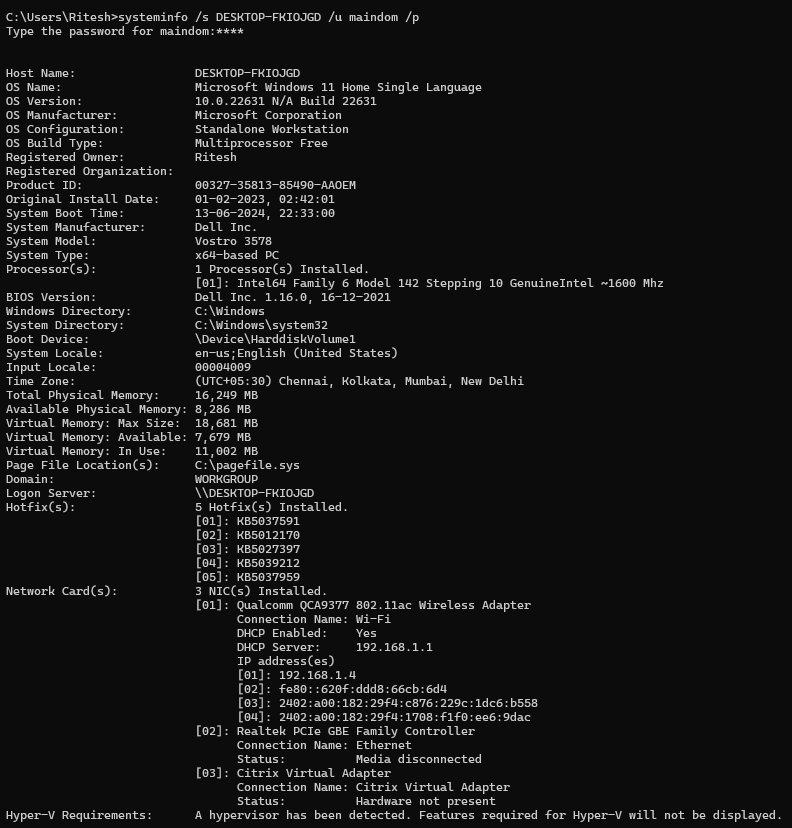 C:\Users\Ritesh>systeminfo /s DESKTOP-FKIOJGD /u maindom /p
Type the password for maindom:****
Host Name:                 DESKTOP-FKIOJGD
OS Name:                   Microsoft Windows 11 Home Single Language
OS Version:                10.0.22631 N/A Build 22631
OS Manufacturer:           Microsoft Corporation
OS Configuration:          Standalone Workstation
OS Build Type:             Multiprocessor Free
Registered Owner:          Ritesh
Registered Organization:
Product ID:                00327-35813-85490-AAOEM
Original Install Date:     01-02-2023, 02:42:01
System Boot Time:          13-06-2024, 22:33:00
System Manufacturer:       Dell Inc.
System Model:              Vostro 3578
System Type:               x64-based PC
Processor(s):              1 Processor(s) Installed.
                           [01]: Intel64 Family 6 Model 142 Stepping 10 GenuineIntel ~1600 Mhz
BIOS Version:              Dell Inc. 1.16.0, 16-12-2021
Windows Directory:         C:\Windows
System Directory:          C:\Windows\system32
Boot Device:               \Device\HarddiskVolume1
System Locale:             en-us;English (United States)
Input Locale:              00004009
Time Zone:                 (UTC+05:30) Chennai, Kolkata, Mumbai, New Delhi
Total Physical Memory:     16,249 MB
Available Physical Memory: 8,286 MB
Virtual Memory: Max Size:  18,681 MB
Virtual Memory: Available: 7,679 MB
Virtual Memory: In Use:    11,002 MB
Page File Location(s):     C:\pagefile.sys
Domain:                    WORKGROUP
Logon Server:              \\DESKTOP-FKIOJGD
Hotfix(s):                 5 Hotfix(s) Installed.
                           [01]: KB5037591
                           [02]: KB5012170
                           [03]: KB5027397
                           [04]: KB5039212
                           [05]: KB5037959
Network Card(s):           3 NIC(s) Installed.
                           [01]: Qualcomm QCA9377 802.11ac Wireless Adapter
                                 Connection Name: Wi-Fi
                                 DHCP Enabled:    Yes
                                 DHCP Server:     192.168.1.1
                                 IP address(es)
                                 [01]: 192.168.1.4
                                 [02]: fe80::620f:ddd8:66cb:6d4
                                 [03]: 2402:a00:182:29f4:c876:229c:1dc6:b558
                                 [04]: 2402:a00:182:29f4:1708:f1f0:ee6:9dac
                           [02]: Realtek PCIe GBE Family Controller
                                 Connection Name: Ethernet
                                 Status:          Media disconnected
                           [03]: Citrix Virtual Adapter
                                 Connection Name: Citrix Virtual Adapter
                                 Status:          Hardware not present
Hyper-V Requirements:      A hypervisor has been detected. Features required for Hyper-V will not be displayed.